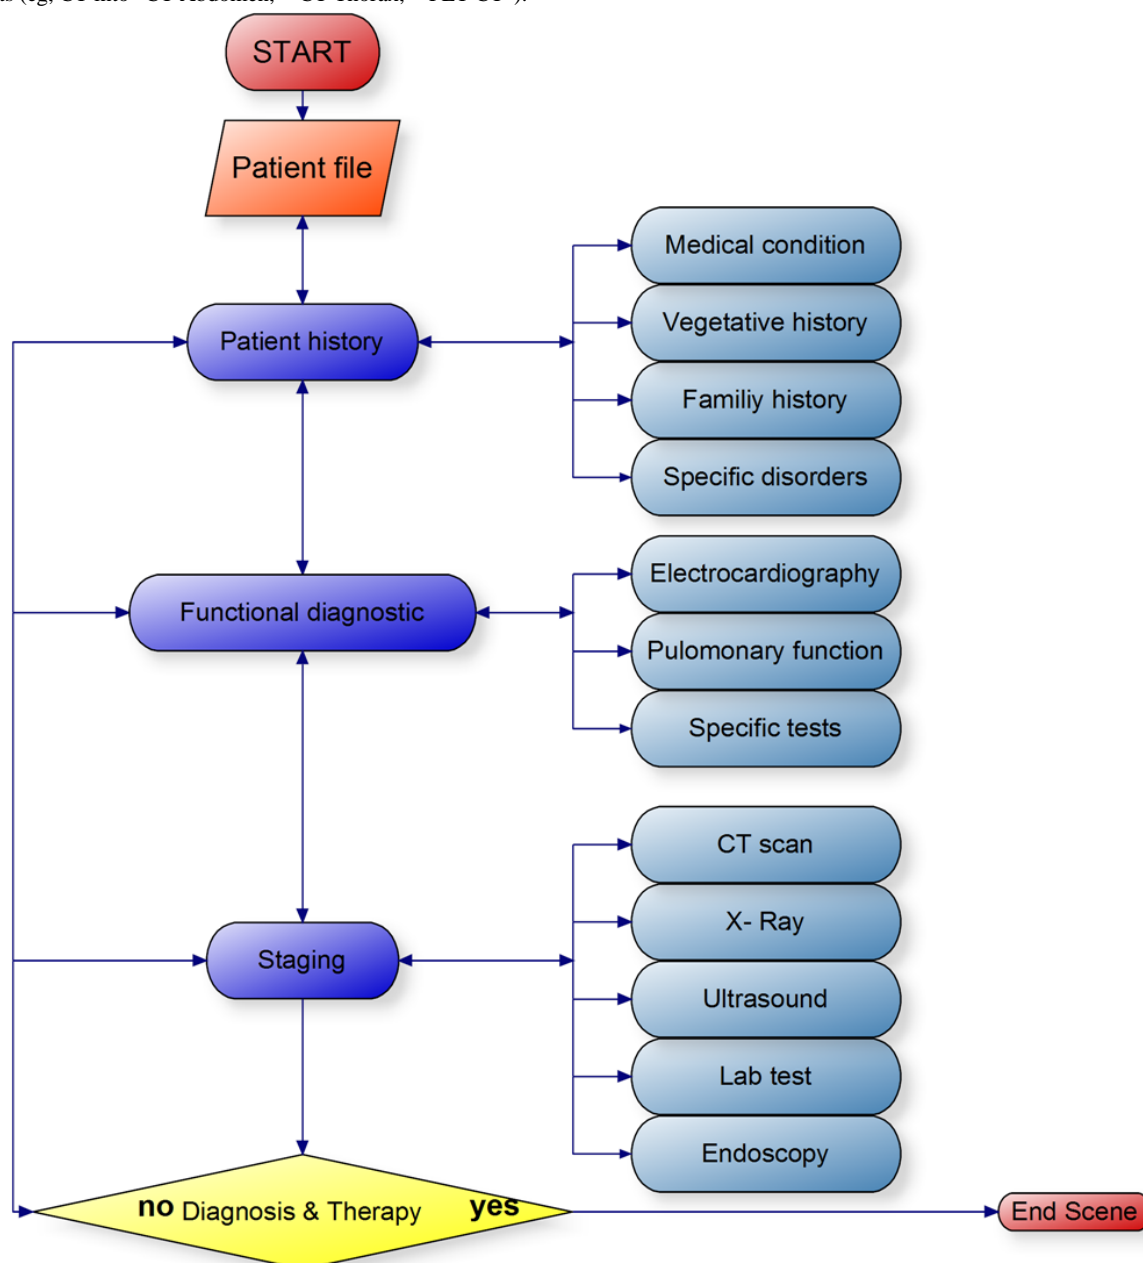 START
Patient file
Medical condition
Vegetative history
Patient history
Familiy history
Specific disorders
Electrocardiography
Functional diagnostic
Pulomonary function
Specific tests
CT scan
X- Ray
Ultrasound
Staging
Lab test
Endoscopy
no Diagnosis & Therapy yes
End Scene